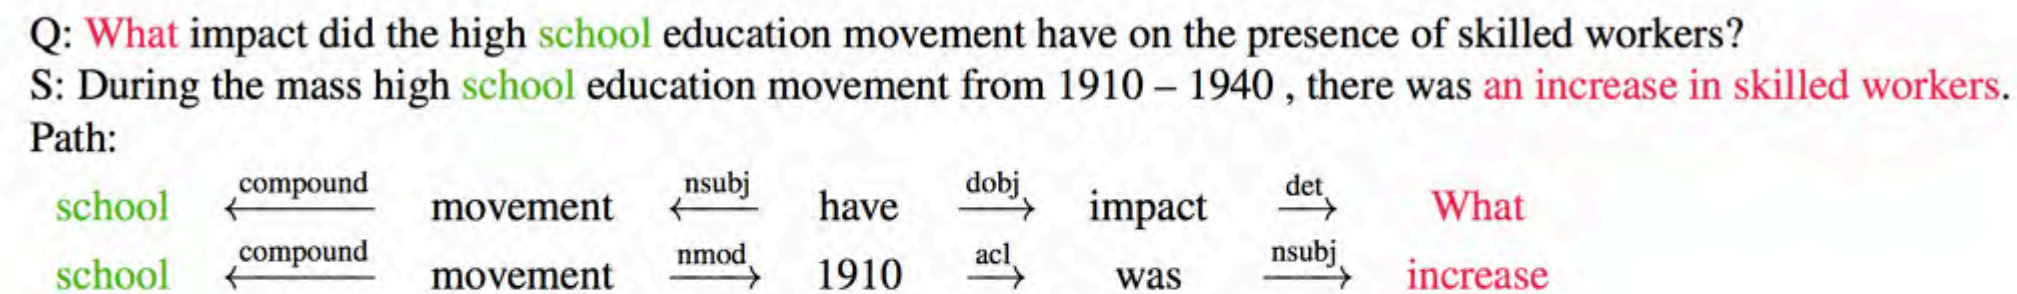 Q: What impact did the high school education movement have on the presence of skilled workers?
S: During the mass high school education movement from 1910 – 1940 , there was an increase in skilled workers.
Path:
school ←compound— movement ←nsubj— have —dobj→ impact —det→ What
school ←compound— movement —nmod→ 1910 —acl→ was —nsubj→ increase